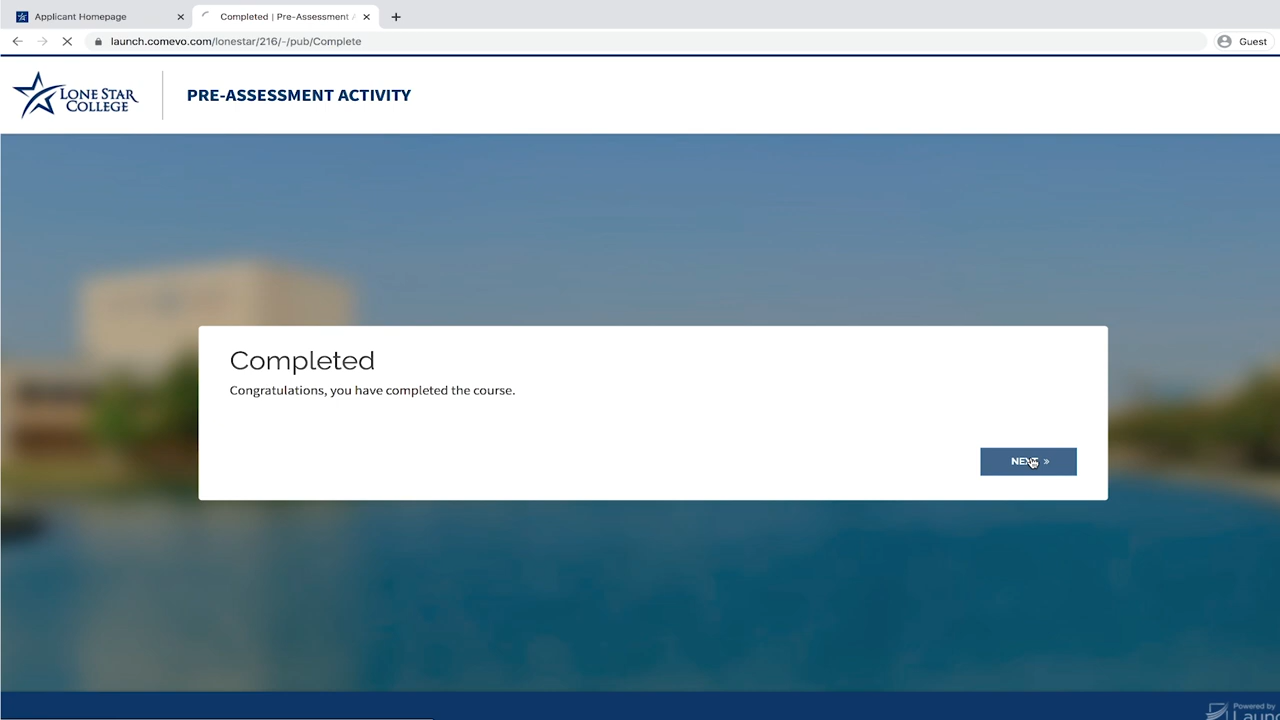 Applicant Homepage
Completed | Pre-Assessment
launch.comevo.com/lonestar/216/-/pub/Complete
Guest
LONE STAR
COLLEGE
PRE-ASSESSMENT ACTIVITY
Completed
Congratulations, you have completed the course.
NEXT »
Powered by